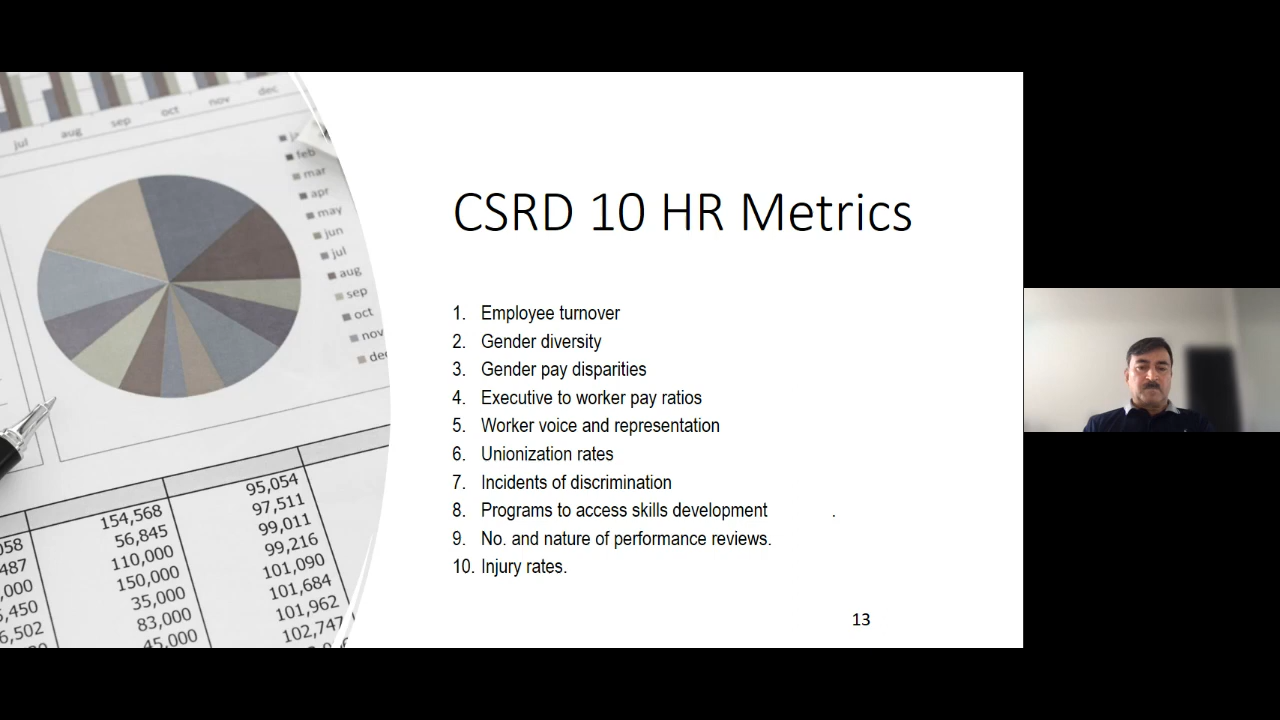 jul aug sep oct nov dec
feb
mar
apr
may
jun
jul
aug
sep
oct
nov
dec
CSRD 10 HR Metrics
1. Employee turnover
2. Gender diversity
3. Gender pay disparities
4. Executive to worker pay ratios
5. Worker voice and representation
6. Unionization rates
7. Incidents of discrimination
8. Programs to access skills development .
9. No. and nature of performance reviews.
10. Injury rates.
154,568 95,054
56,845 97,511
110,000 99,011
150,000 99,216
35,000 101,090
83,000 101,684
45,000 101,962
102,747
13